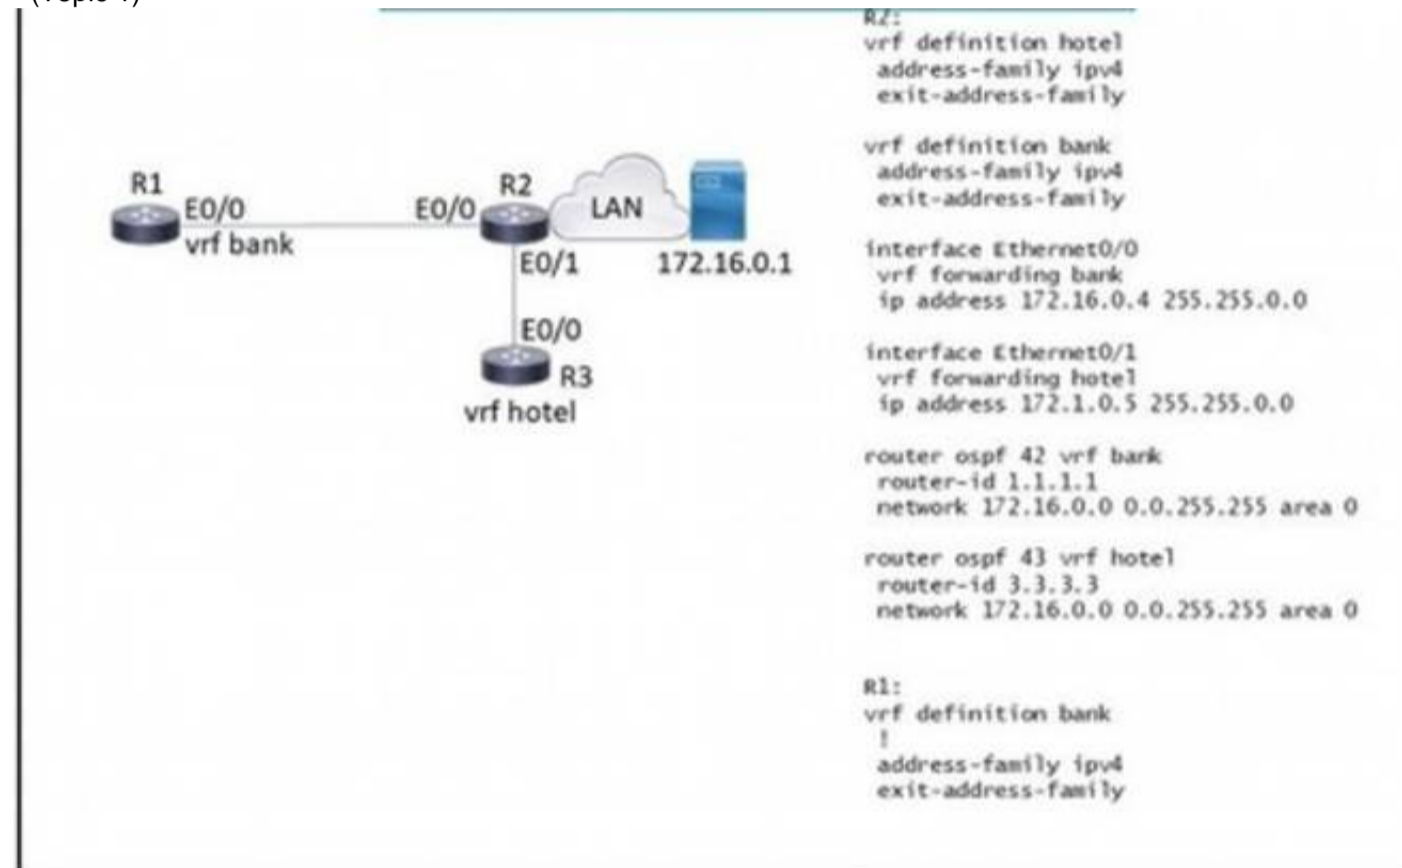 R1
E0/0
vrf bank
E0/0
R2
LAN
E0/1
172.16.0.1
E0/0
R3
vrf hotel
R2:
vrf definition hotel
address-family ipv4
exit-address-family
vrf definition bank
address-family ipv4
exit-address-family
interface Ethernet0/0
vrf forwarding bank
ip address 172.16.0.4 255.255.0.0
interface Ethernet0/1
vrf forwarding hotel
ip address 172.1.0.5 255.255.0.0
router ospf 42 vrf bank
router-id 1.1.1.1
network 172.16.0.0 0.0.255.255 area 0
router ospf 43 vrf hotel
router-id 3.3.3.3
network 172.16.0.0 0.0.255.255 area 0
R1:
vrf definition bank
!
address-family ipv4
exit-address-family